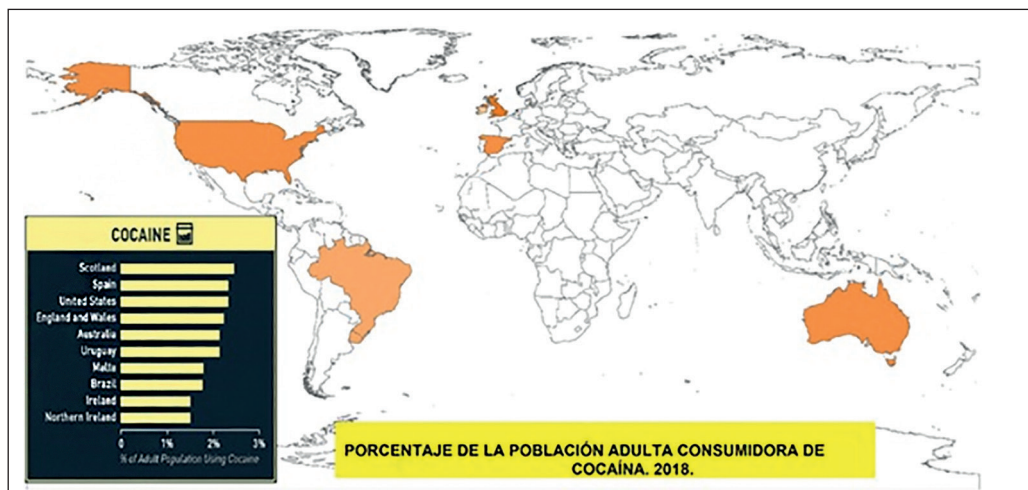 COCAINE
Scotland
Spain
United States
England and Wales
Australia
Uruguay
Malta
Brazil
Ireland
Northern Ireland
0 1% 2% 3%
% of Adult Population Using Cocaine
PORCENTAJE DE LA POBLACIÓN ADULTA CONSUMIDORA DE
COCAÍNA. 2018.